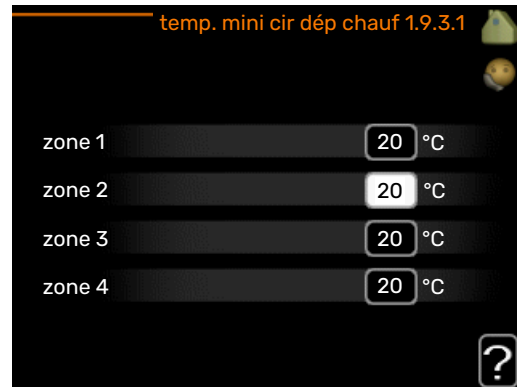 temp. mini cir dép chauf 1.9.3.1
zone 1 20 °C
zone 2 20 °C
zone 3 20 °C
zone 4 20 °C
?